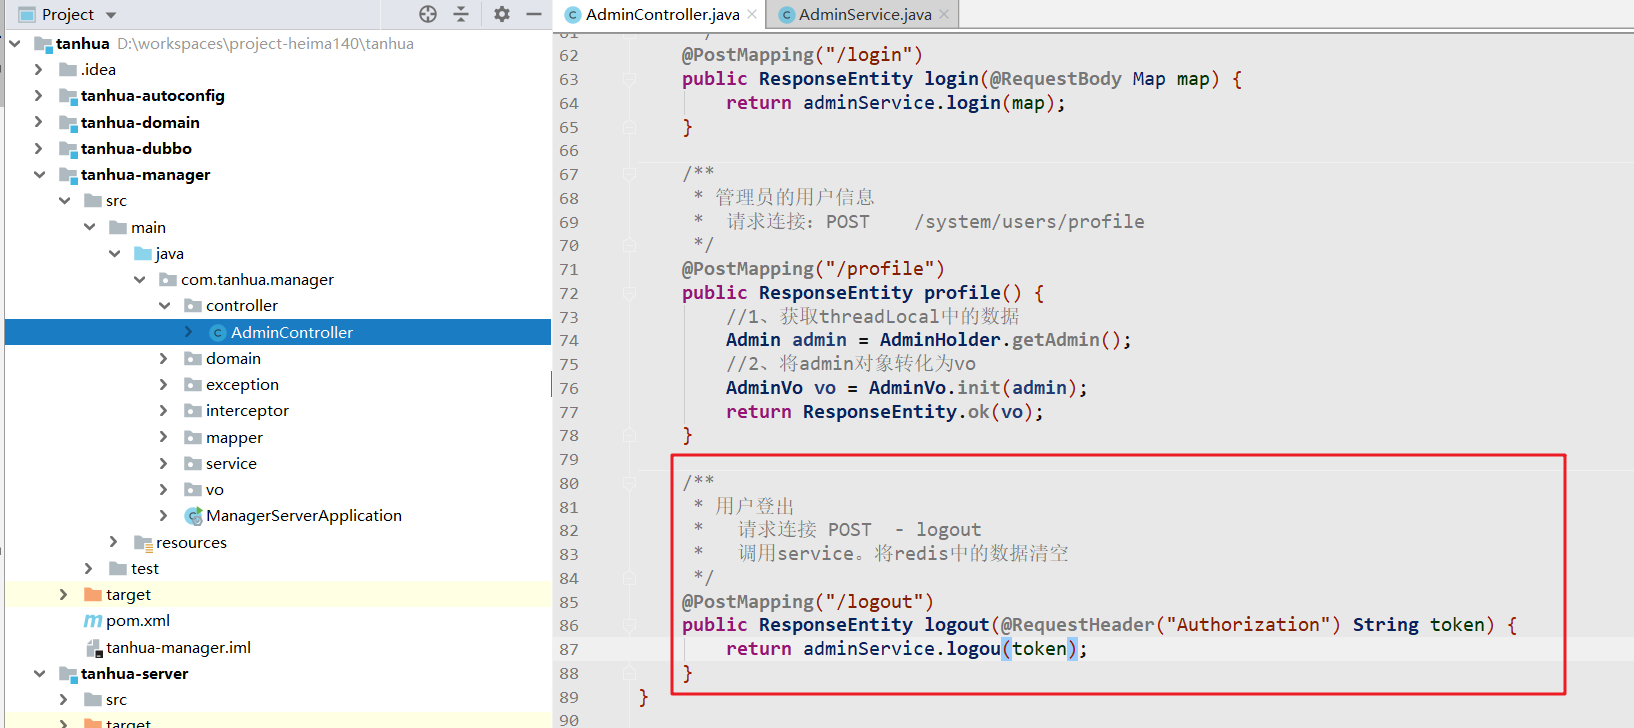 Project
tanhua D:\workspaces\project-heima140\tanhua
.idea
tanhua-autoconfig
tanhua-domain
tanhua-dubbo
tanhua-manager
src
main
java
com.tanhua.manager
controller
AdminController
domain
exception
interceptor
mapper
service
vo
ManagerServerApplication
resources
test
target
pom.xml
tanhua-manager.iml
tanhua-server
src
target
AdminController.java
AdminService.java
61 */
62 @PostMapping("/login")
63 public ResponseEntity login(@RequestBody Map map) {
64 return adminService.login(map);
65 }
66
67 /**
68 * 管理员的用户信息
69 * 请求连接：POST /system/users/profile
70 */
71 @PostMapping("/profile")
72 public ResponseEntity profile() {
73 //1、获取threadLocal中的数据
74 Admin admin = AdminHolder.getAdmin();
75 //2、将admin对象转化为vo
76 AdminVo vo = AdminVo.init(admin);
77 return ResponseEntity.ok(vo);
78 }
79
80 /**
81 * 用户登出
82 * 请求连接 POST - logout
83 * 调用service。将redis中的数据清空
84 */
85 @PostMapping("/logout")
86 public ResponseEntity logout(@RequestHeader("Authorization") String token) {
87 return adminService.logou(token);
88 }
89 }
90